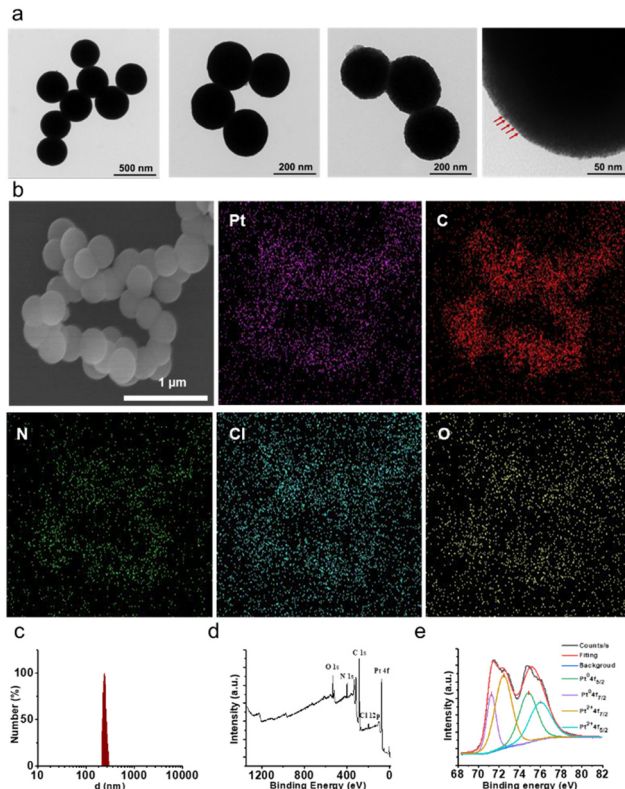 a
500 nm
200 nm
200 nm
50 nm
b
1 μm
Pt
C
N
Cl
O
c
Number (%)
100
75
50
25
0
10 100 1000 10000
d (nm)
d
Intensity (a.u.)
O 1s
N 1s
C 1s
Cl 12p
Pt 4f
1200 800 400 0
Binding Energy (eV)
e
Intensity (a.u.)
Counts/s
Fitting
Backgroud
Pt⁰4f5/2
Pt⁰4f7/2
Pt²⁺4f7/2
Pt²⁺4f5/2
68 70 72 74 76 78 80 82
Binding energy (eV)